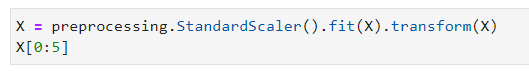 X = preprocessing.StandardScaler().fit(X).transform(X)
X[0:5]